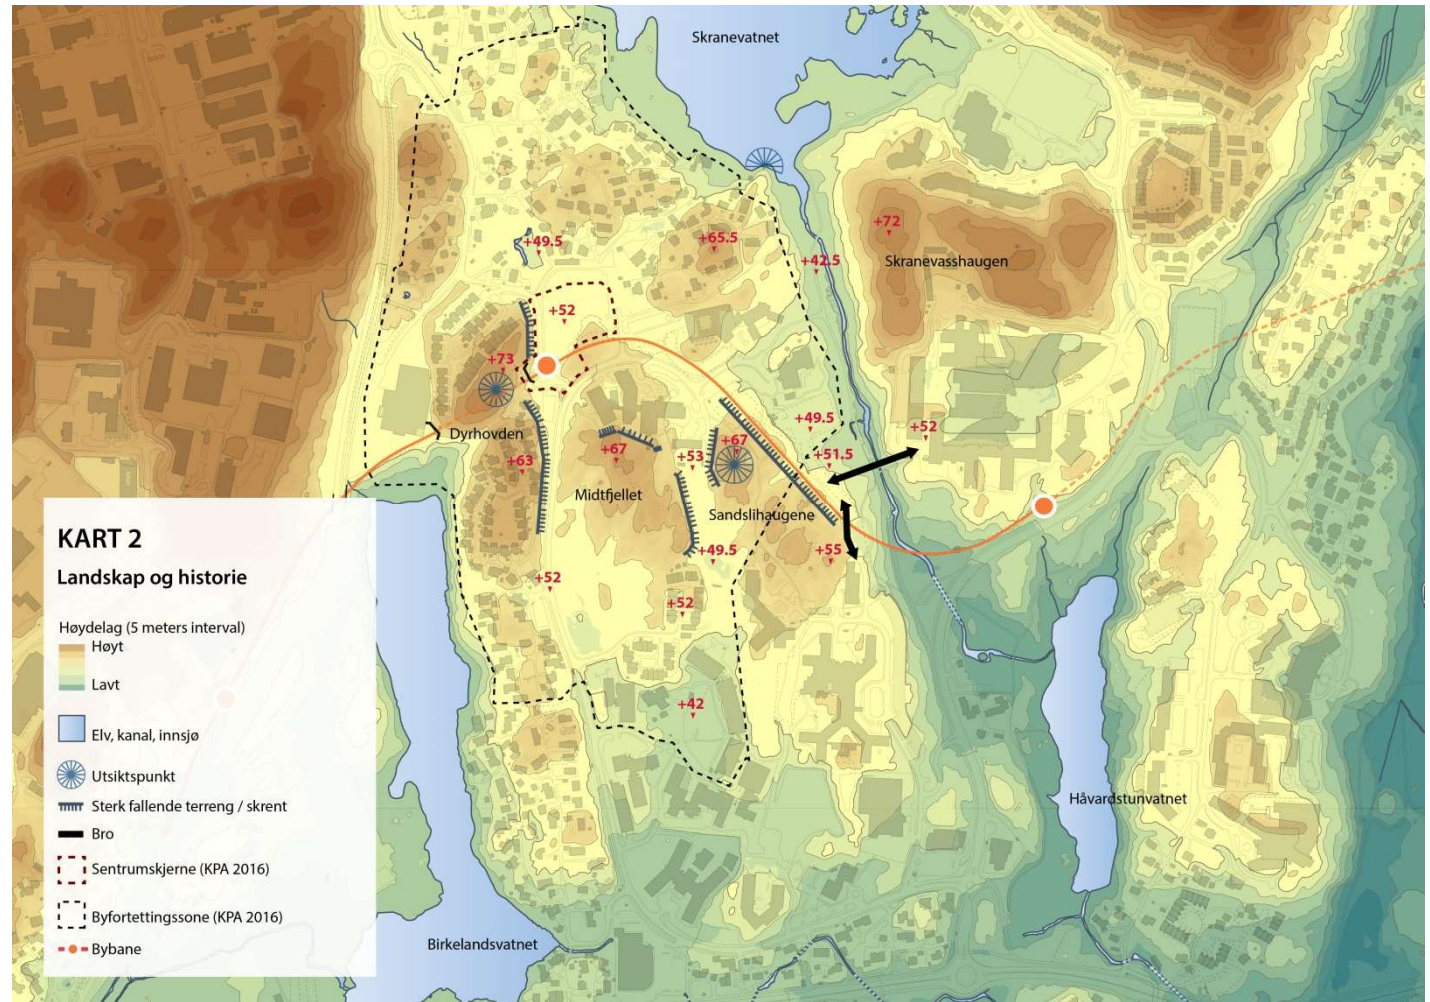 Skranevatnet
+72
+65.5
+49.5
+42.5
Skranevasshaugen
+52
+73
+49.5
+52
Dyrhovden
+67
+67
+53
+51.5
+63
Midtfjellet
Sandslihaugene
+49.5
+55
+52
+52
+42
Håvardstunvatnet
Birkelandsvatnet
KART 2
Landskap og historie
Høydelag (5 meters interval)
Høyt
Lavt
Elv, kanal, innsjø
Utsiktspunkt
Sterk fallende terreng / skrent
Bro
Sentrumskjerne (KPA 2016)
Byfortettingssone (KPA 2016)
Bybane